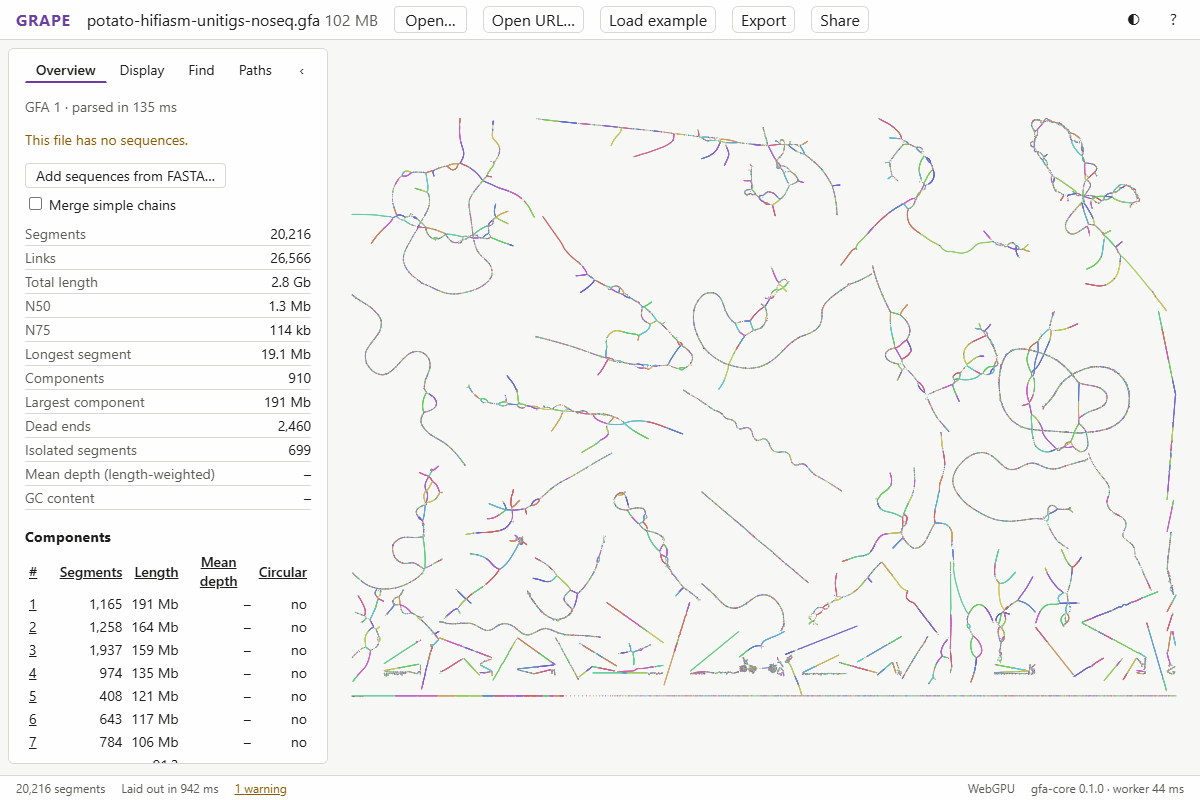 GRAPE potato-hifiasm-unitigs-noseq.gfa 102 MB Open... Open URL... Load example Export Share ?
Overview Display Find Paths ‹
GFA 1 · parsed in 135 ms
This file has no sequences.
Add sequences from FASTA...
Merge simple chains
Segments 20,216
Links 26,566
Total length 2.8 Gb
N50 1.3 Mb
N75 114 kb
Longest segment 19.1 Mb
Components 910
Largest component 191 Mb
Dead ends 2,460
Isolated segments 699
Mean depth (length-weighted) –
GC content –
Components
# Segments Length Mean depth Circular
1 1,165 191 Mb – no
2 1,258 164 Mb – no
3 1,937 159 Mb – no
4 974 135 Mb – no
5 408 121 Mb – no
6 643 117 Mb – no
7 784 106 Mb – no
20,216 segments Laid out in 942 ms 1 warning WebGPU gfa-core 0.1.0 · worker 44 ms